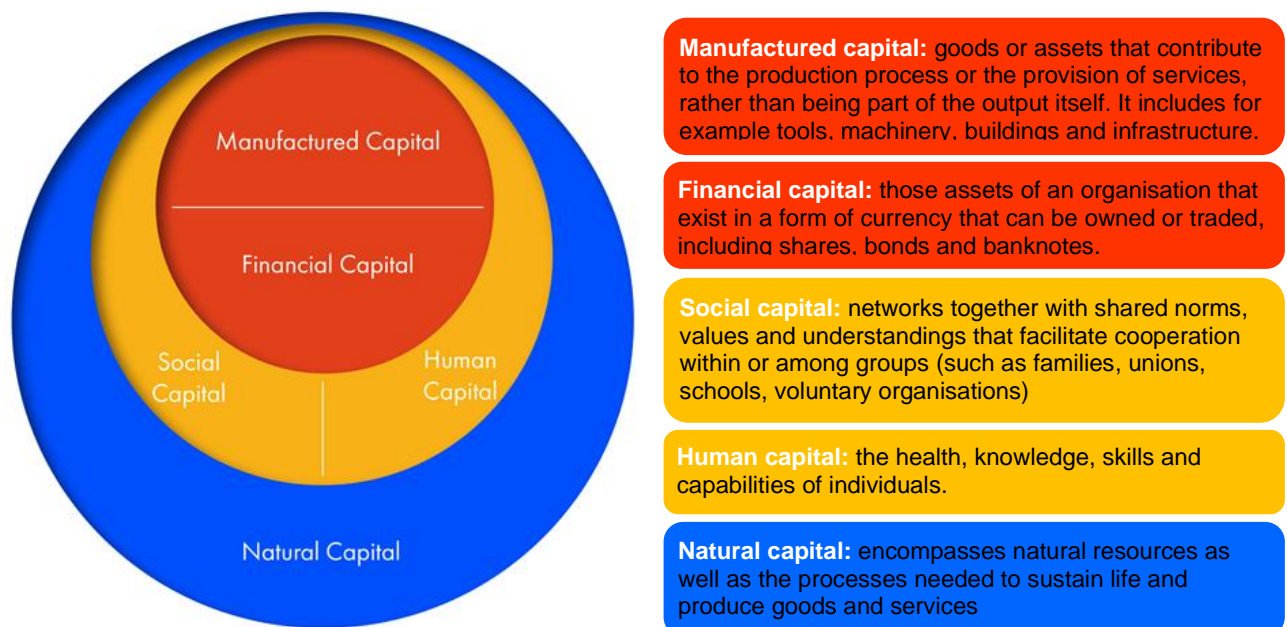 Manufactured Capital
Financial Capital
Social
Capital
Human
Capital
Natural Capital
Manufactured capital: goods or assets that contribute
to the production process or the provision of services,
rather than being part of the output itself. It includes for
example tools, machinery, buildings and infrastructure.
Financial capital: those assets of an organisation that
exist in a form of currency that can be owned or traded,
including shares, bonds and banknotes.
Social capital: networks together with shared norms,
values and understandings that facilitate cooperation
within or among groups (such as families, unions,
schools, voluntary organisations)
Human capital: the health, knowledge, skills and
capabilities of individuals.
Natural capital: encompasses natural resources as
well as the processes needed to sustain life and
produce goods and services